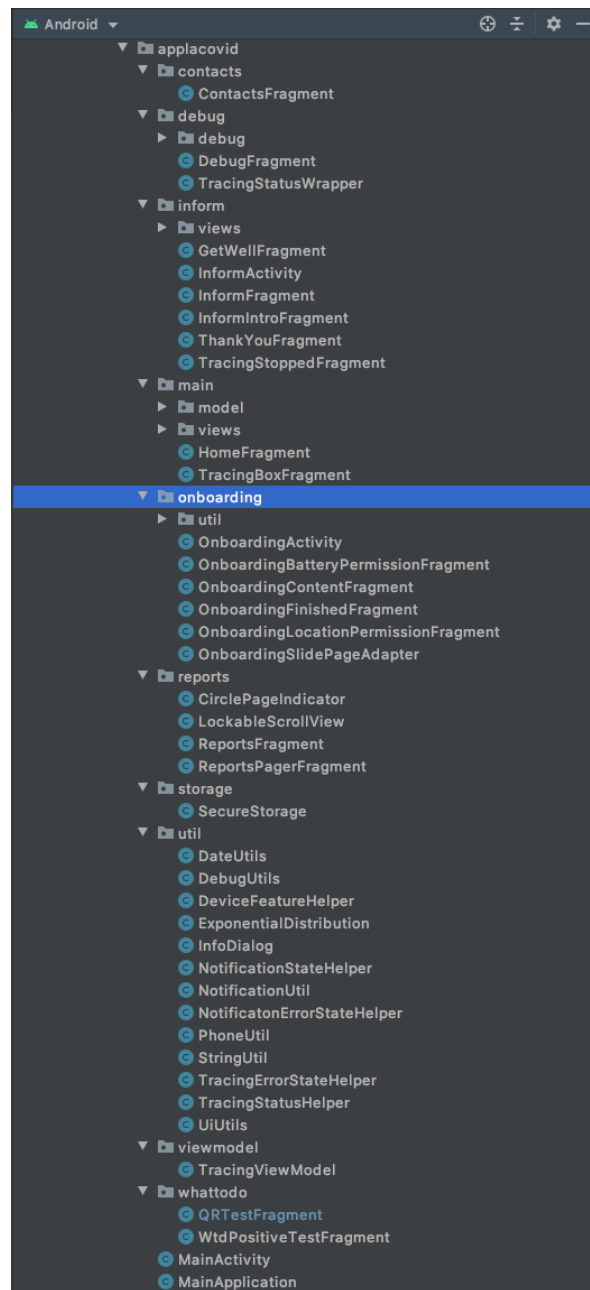 Android
applacovid
contacts
ContactsFragment
debug
debug
DebugFragment
TracingStatusWrapper
inform
views
GetWellFragment
InformActivity
InformFragment
InformIntroFragment
ThankYouFragment
TracingStoppedFragment
main
model
views
HomeFragment
TracingBoxFragment
onboarding
util
OnboardingActivity
OnboardingBatteryPermissionFragment
OnboardingContentFragment
OnboardingFinishedFragment
OnboardingLocationPermissionFragment
OnboardingSlidePageAdapter
reports
CirclePageIndicator
LockableScrollView
ReportsFragment
ReportsPagerFragment
storage
SecureStorage
util
DateUtils
DebugUtils
DeviceFeatureHelper
ExponentialDistribution
InfoDialog
NotificationStateHelper
NotificationUtil
NotificatonErrorStateHelper
PhoneUtil
StringUtil
TracingErrorStateHelper
TracingStatusHelper
UiUtils
viewmodel
TracingViewModel
whattodo
QRTestFragment
WtdPositiveTestFragment
MainActivity
MainApplication